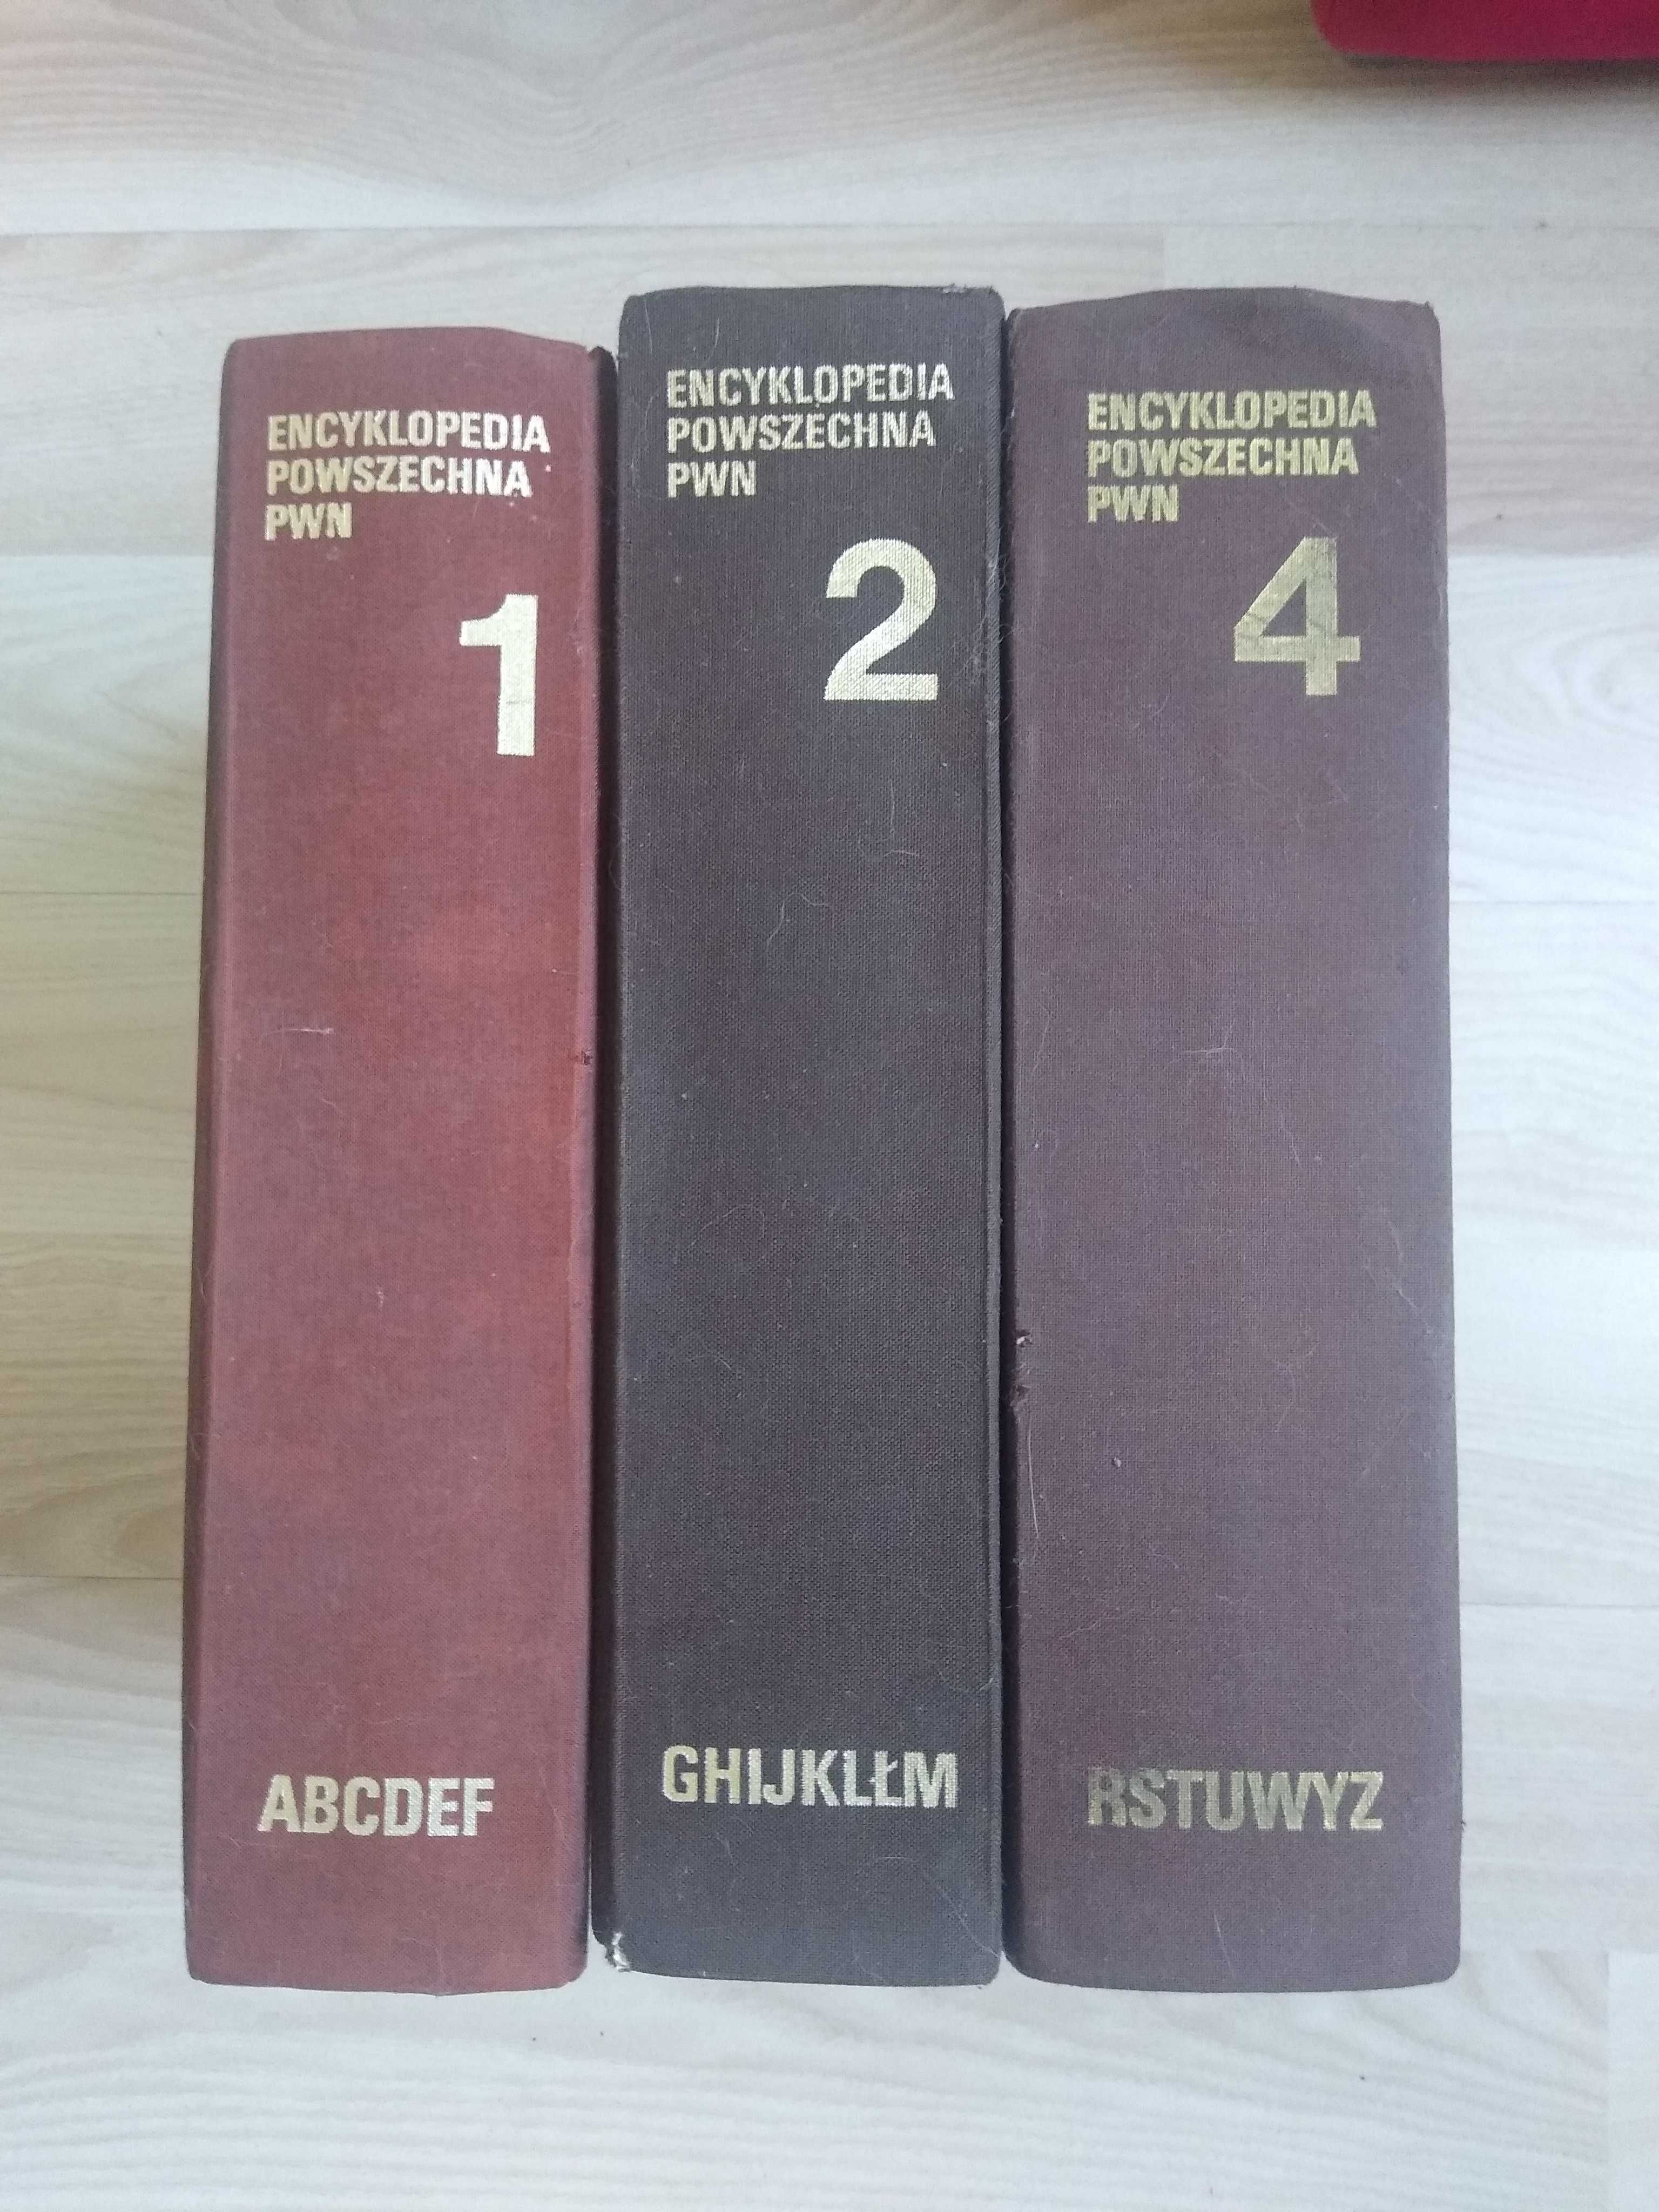 ENCYKLOPEDIA
POWSZECHNA
PWN
1
ABCDEF
ENCYKLOPEDIA
POWSZECHNA
PWN
2
GHIJKLŁM
ENCYKLOPEDIA
POWSZECHNA
PWN
4
RSTUWYZ